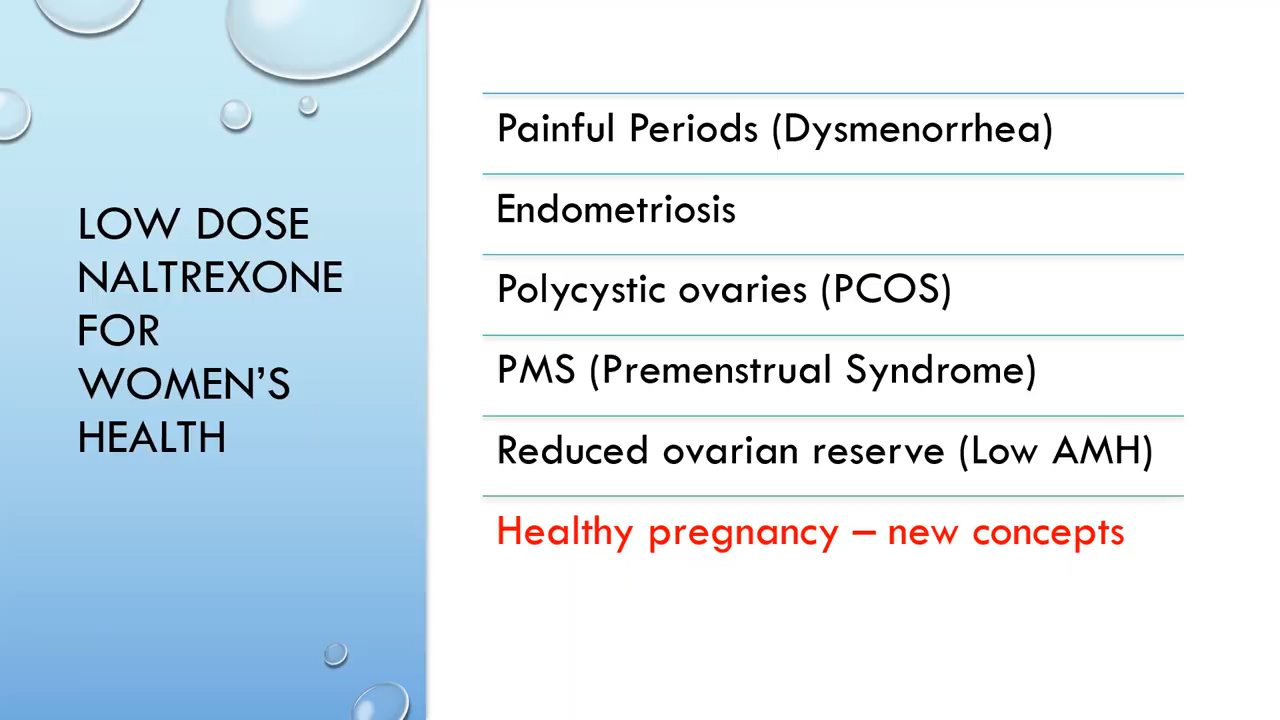 LOW DOSE
NALTREXONE
FOR
WOMEN’S
HEALTH
Painful Periods (Dysmenorrhea)
Endometriosis
Polycystic ovaries (PCOS)
PMS (Premenstrual Syndrome)
Reduced ovarian reserve (Low AMH)
Healthy pregnancy – new concepts